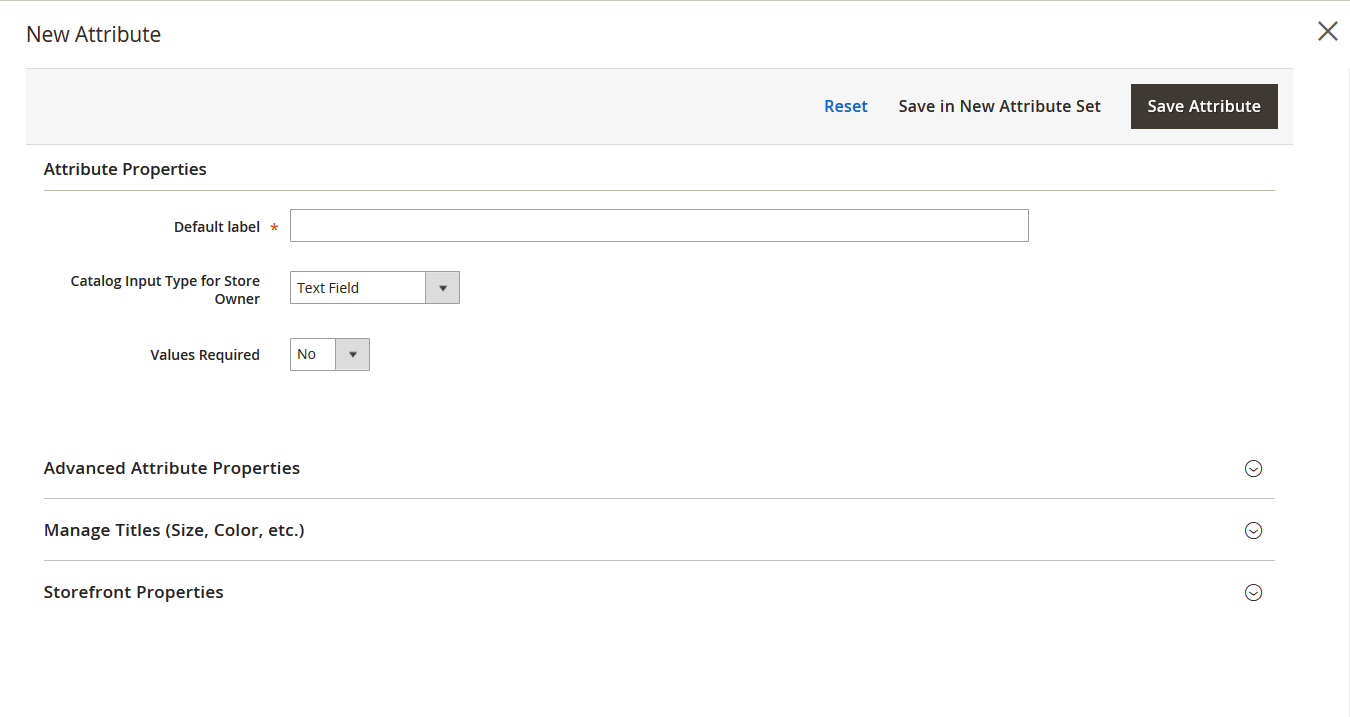 New Attribute
Reset Save in New Attribute Set Save Attribute
Attribute Properties
Default label *
Catalog Input Type for Store
Owner
Text Field
Values Required No
Advanced Attribute Properties
Manage Titles (Size, Color, etc.)
Storefront Properties